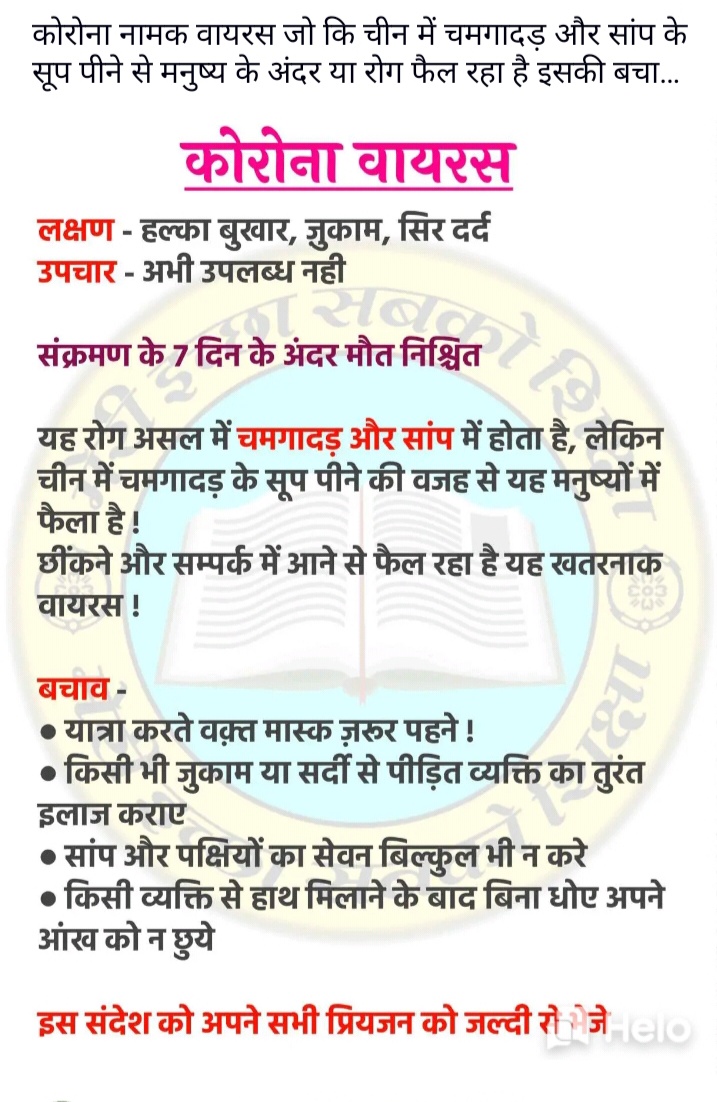 कोरोना नामक वायरस जो कि चीन में चमगादड़ और सांप के
सूप पीने से मनुष्य के अंदर या रोग फैल रहा है इसकी बचा...
कोरोना वायरस
लक्षण - हल्का बुखार, ज़ुकाम, सिर दर्द
उपचार - अभी उपलब्ध नही
संक्रमण के 7 दिन के अंदर मौत निश्चित
यह रोग असल में चमगादड़ और सांप में होता है, लेकिन
चीन में चमगादड़ के सूप पीने की वजह से यह मनुष्यों में
फैला है !
छींकने और सम्पर्क में आने से फैल रहा है यह खतरनाक
वायरस !
बचाव -
● यात्रा करते वक़्त मास्क ज़रूर पहने !
● किसी भी जुकाम या सर्दी से पीड़ित व्यक्ति का तुरंत
इलाज कराए
● सांप और पक्षियों का सेवन बिल्कुल भी न करे
● किसी व्यक्ति से हाथ मिलाने के बाद बिना धोए अपने
आंख को न छुये
इस संदेश को अपने सभी प्रियजन को जल्दी से भेजे
Helo